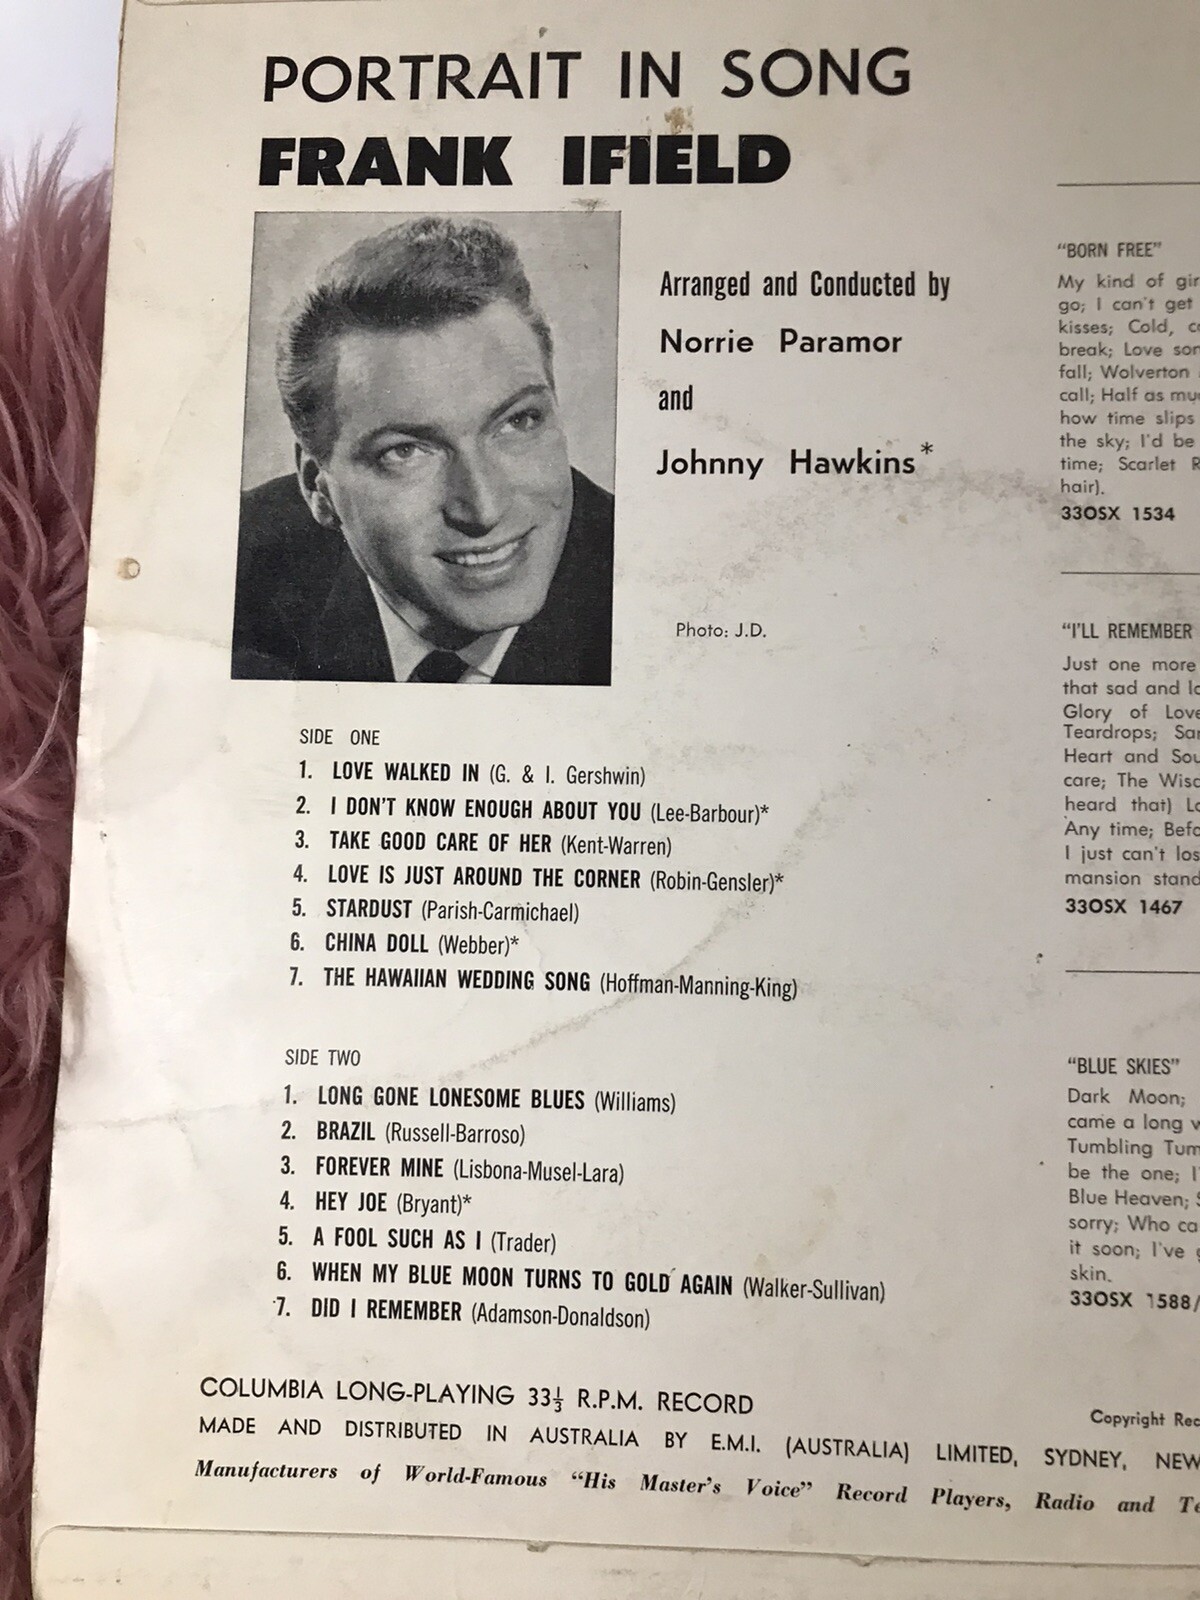 PORTRAIT IN SONG
FRANK IFIELD
Arranged and Conducted by
Norrie Paramor
and
Johnny Hawkins*
Photo: J.D.
SIDE ONE
1. LOVE WALKED IN (G. & I. Gershwin)
2. I DON'T KNOW ENOUGH ABOUT YOU (Lee-Barbour)*
3. TAKE GOOD CARE OF HER (Kent-Warren)
4. LOVE IS JUST AROUND THE CORNER (Robin-Gensler)*
5. STARDUST (Parish-Carmichael)
6. CHINA DOLL (Webber)*
7. THE HAWAIIAN WEDDING SONG (Hoffman-Manning-King)
SIDE TWO
1. LONG GONE LONESOME BLUES (Williams)
2. BRAZIL (Russell-Barroso)
3. FOREVER MINE (Lisbona-Musel-Lara)
4. HEY JOE (Bryant)*
5. A FOOL SUCH AS I (Trader)
6. WHEN MY BLUE MOON TURNS TO GOLD AGAIN (Walker-Sullivan)
7. DID I REMEMBER (Adamson-Donaldson)
COLUMBIA LONG-PLAYING 33⅓ R.P.M. RECORD
MADE AND DISTRIBUTED IN AUSTRALIA BY E.M.I. (AUSTRALIA) LIMITED, SYDNEY, NEW
Manufacturers of World-Famous "His Master's Voice" Record Players, Radio and
"BORN FREE"
My kind of
go; I can't get
kisses; Cold,
break; Love
fall; Wolverton
call; Half as
how time slips
the sky; I'd be
time; Scarlet
hair).
33OSX 1534
"I'LL REMEMBER
Just one more
that sad and
Glory of
Teardrops;
Heart and
care; The
heard that)
Any time;
I just can't
mansion
33OSX 1467
"BLUE SKIES"
Dark Moon;
came a long
Tumbling
be the one;
Blue Heaven;
sorry; Who
it soon; I've
skin.
33OSX 1588/
Copyright